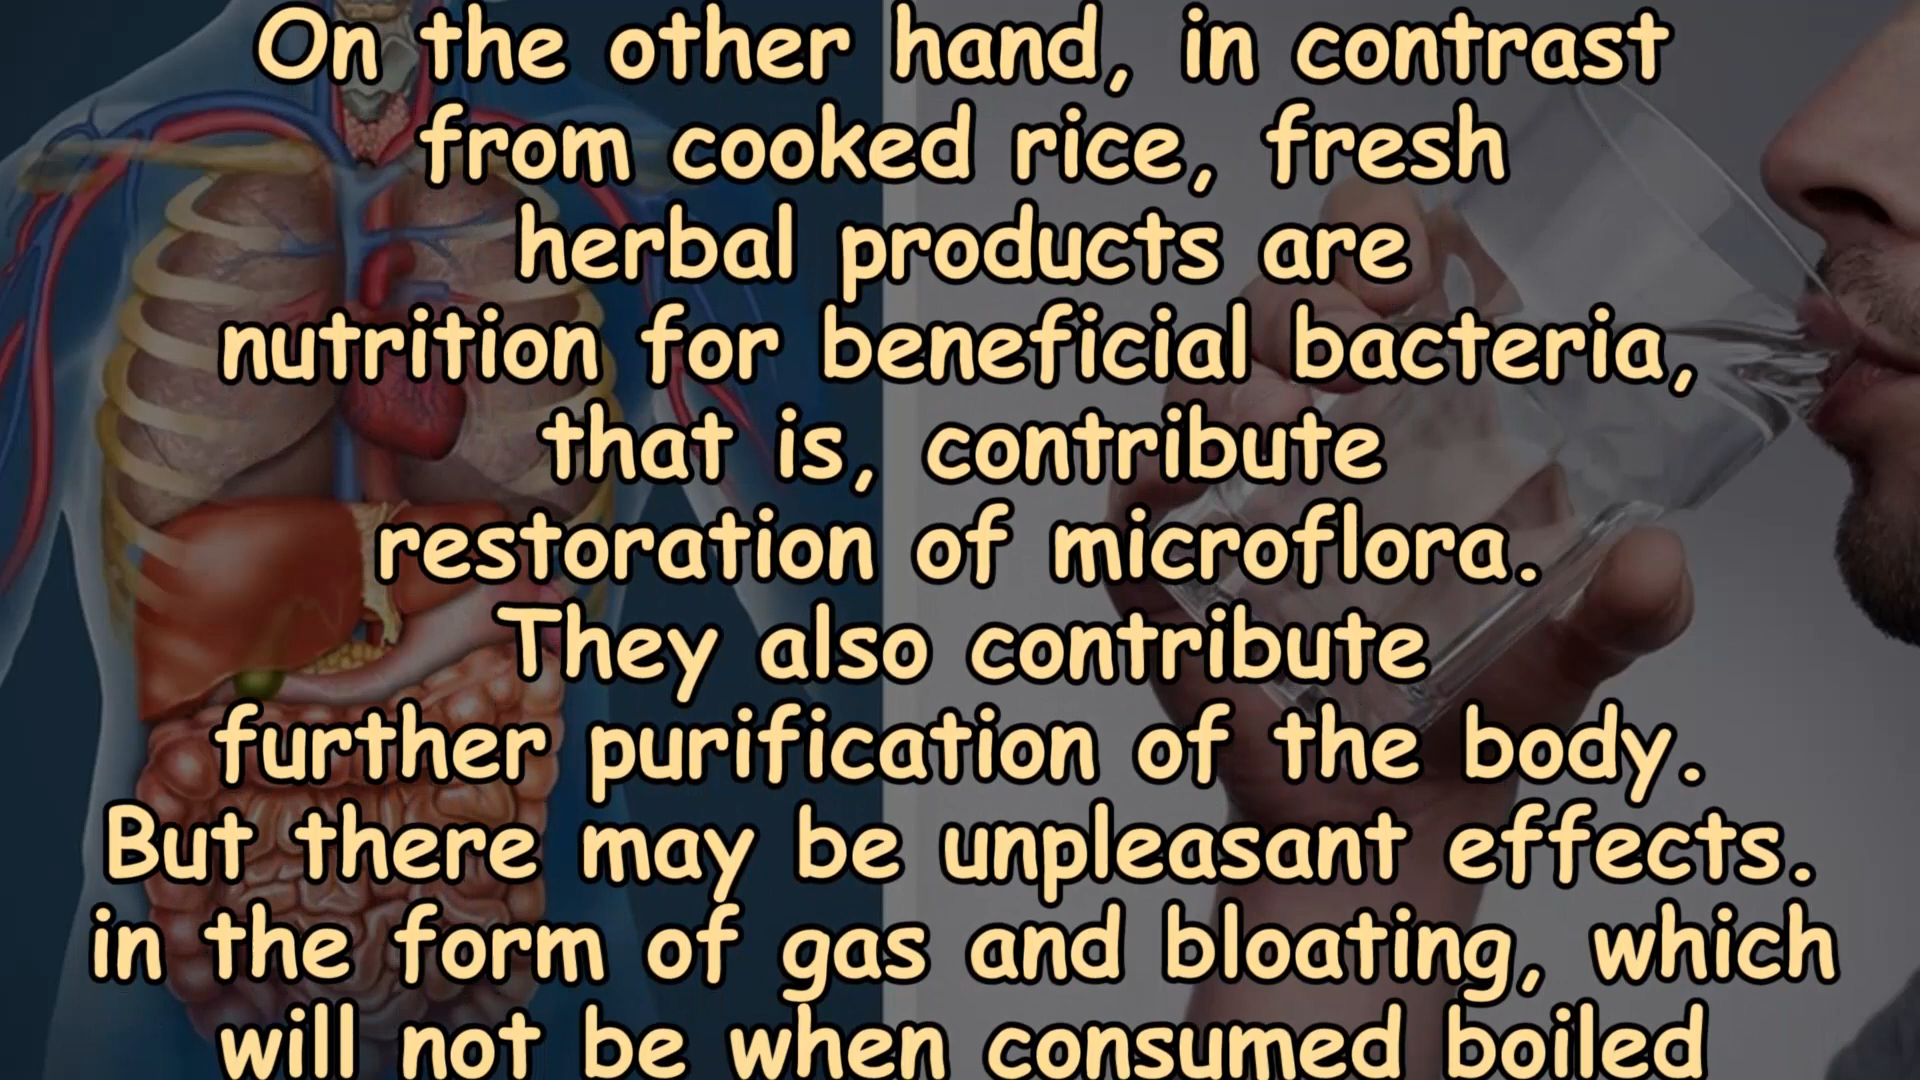 On the other hand, in contrast
from cooked rice, fresh
herbal products are
nutrition for beneficial bacteria,
that is, contribute
restoration of microflora.
They also contribute
further purification of the body.
But there may be unpleasant effects.
in the form of gas and bloating, which
will not be when consumed boiled